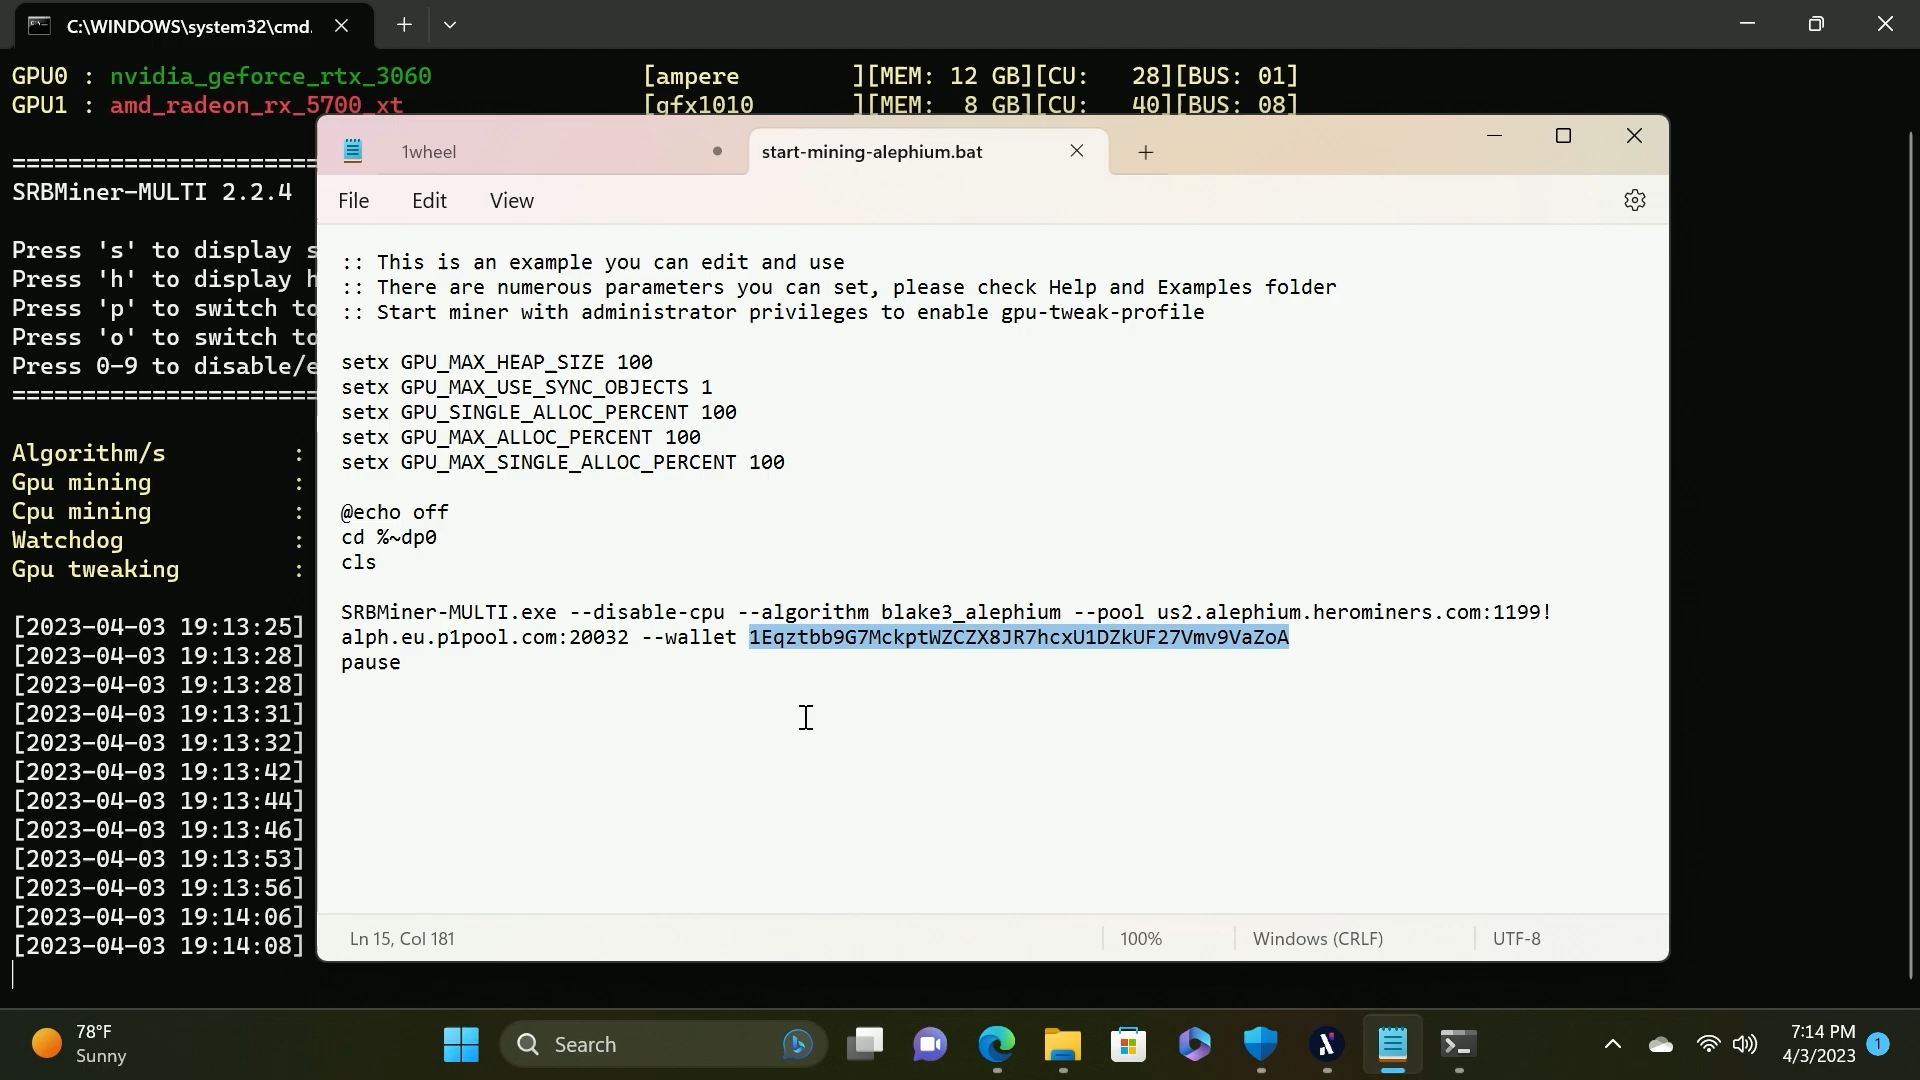 C:\WINDOWS\system32\cmd.
GPU0 : nvidia_geforce_rtx_3060 [ampere ][MEM: 12 GB][CU: 28][BUS: 01]
GPU1 : amd_radeon_rx_5700_xt [gfx1010 ][MEM: 8 GB][CU: 40][BUS: 08]
====================
SRBMiner-MULTI 2.2.4
Press 's' to display s
Press 'h' to display h
Press 'p' to switch to
Press 'o' to switch to
Press 0-9 to disable/e
====================
Algorithm/s :
Gpu mining :
Cpu mining :
Watchdog :
Gpu tweaking :
[2023-04-03 19:13:25]
[2023-04-03 19:13:28]
[2023-04-03 19:13:28]
[2023-04-03 19:13:31]
[2023-04-03 19:13:32]
[2023-04-03 19:13:42]
[2023-04-03 19:13:44]
[2023-04-03 19:13:46]
[2023-04-03 19:13:53]
[2023-04-03 19:13:56]
[2023-04-03 19:14:06]
[2023-04-03 19:14:08]
1wheel
start-mining-alephium.bat
File Edit View
:: This is an example you can edit and use
:: There are numerous parameters you can set, please check Help and Examples folder
:: Start miner with administrator privileges to enable gpu-tweak-profile
setx GPU_MAX_HEAP_SIZE 100
setx GPU_MAX_USE_SYNC_OBJECTS 1
setx GPU_SINGLE_ALLOC_PERCENT 100
setx GPU_MAX_ALLOC_PERCENT 100
setx GPU_MAX_SINGLE_ALLOC_PERCENT 100
@echo off
cd %~dp0
cls
SRBMiner-MULTI.exe --disable-cpu --algorithm blake3_alephium --pool us2.alephium.herominers.com:1199!
alph.eu.p1pool.com:20032 --wallet 1Eqztbb9G7MckptWZCZX8JR7hcxU1DZkUF27Vmv9VaZoA
pause
Ln 15, Col 181
100%
Windows (CRLF)
UTF-8
78°F
Sunny
Search
7:14 PM
4/3/2023
1